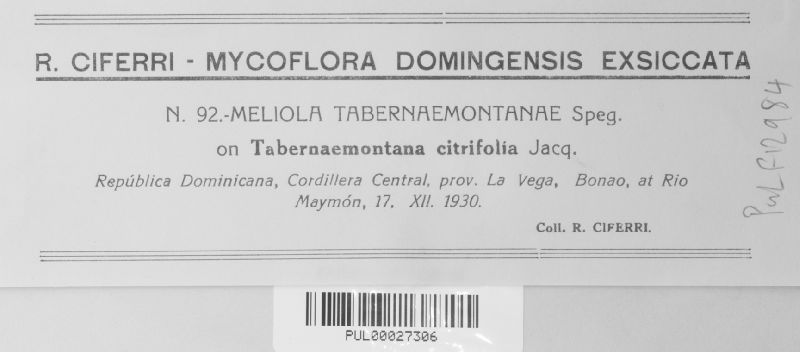 R. CIFERRI - MYCOFLORA DOMINGENSIS EXSICCATA
N. 92.-MELIOLA TABERNAEMONTANAE Speg.
on Tabernaemontana citrifolía Jacq.
República Dominicana, Cordillera Central, prov. La Vega, Bonao, at Rio
Maymón, 17. XII. 1930.
Coll. R. CIFERRI.
PUL F12984
PUL00027306